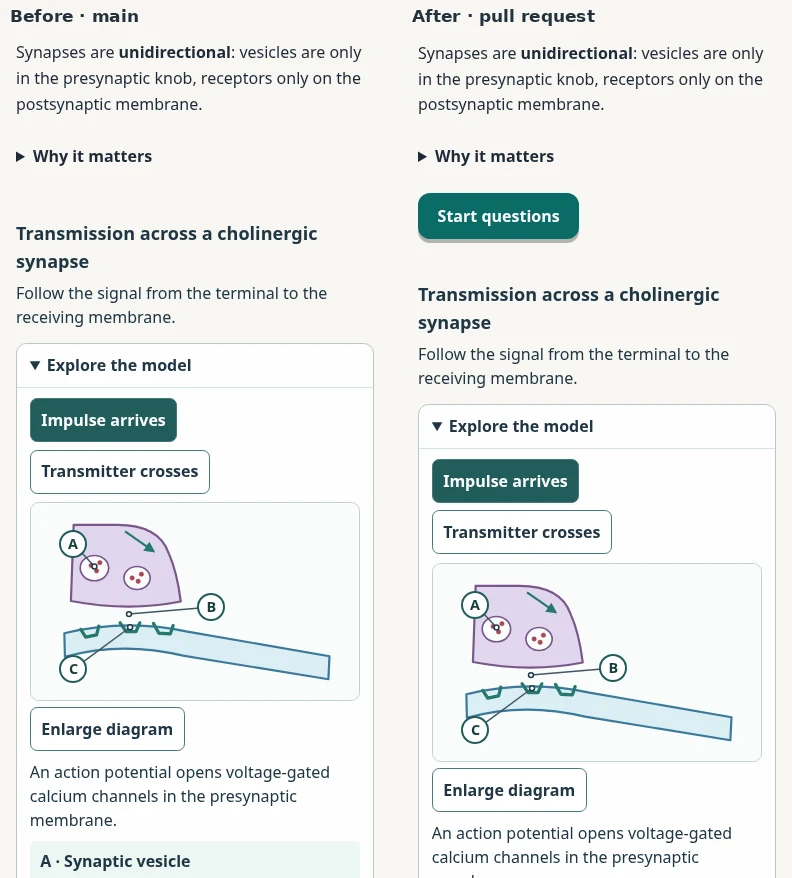 Before · main
Synapses are unidirectional: vesicles are only
in the presynaptic knob, receptors only on the
postsynaptic membrane.
Why it matters
Transmission across a cholinergic
synapse
Follow the signal from the terminal to the
receiving membrane.
Explore the model
Impulse arrives
Transmitter crosses
A
B
C
Enlarge diagram
An action potential opens voltage-gated
calcium channels in the presynaptic
membrane.
A · Synaptic vesicle
After · pull request
Synapses are unidirectional: vesicles are only
in the presynaptic knob, receptors only on the
postsynaptic membrane.
Why it matters
Start questions
Transmission across a cholinergic
synapse
Follow the signal from the terminal to the
receiving membrane.
Explore the model
Impulse arrives
Transmitter crosses
A
B
C
Enlarge diagram
An action potential opens voltage-gated
calcium channels in the presynaptic